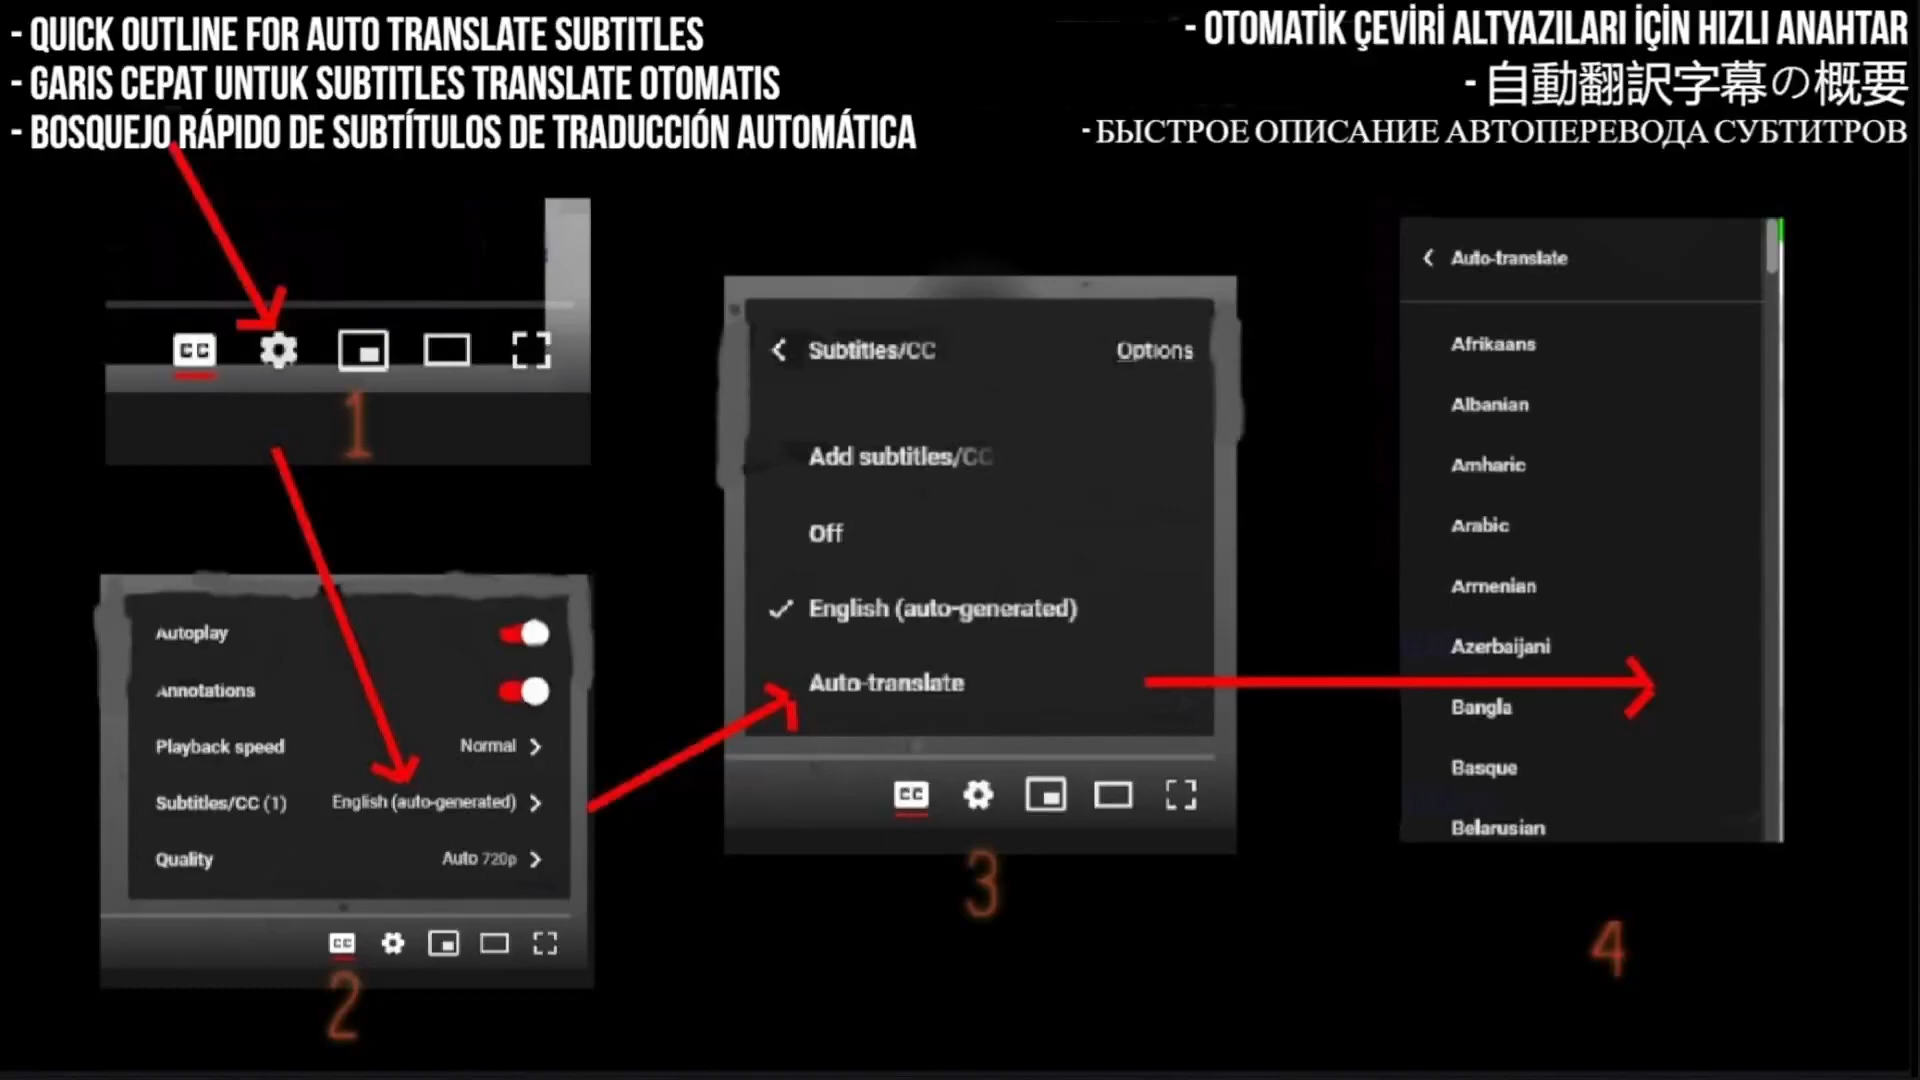 - QUICK OUTLINE FOR AUTO TRANSLATE SUBTITLES
- GARIS CEPAT UNTUK SUBTITLES TRANSLATE OTOMATIS
- BOSQUEJO RÁPIDO DE SUBTÍTULOS DE TRADUCCIÓN AUTOMÁTICA
- OTOMATİK ÇEVİRİ ALTYAZILARI İÇİN HIZLI ANAHTAR
- 自動翻訳字幕の概要
- БЫСТРОЕ ОПИСАНИЕ АВТОПЕРЕВОДА СУБТИТРОВ
CC
1
Autoplay
Annotations
Playback speed Normal
Subtitles/CC (1) English (auto-generated)
Quality Auto 720p
CC
2
Subtitles/CC Options
Add subtitles/CC
Off
English (auto-generated)
Auto-translate
CC
3
Auto-translate
Afrikaans
Albanian
Amharic
Arabic
Armenian
Azerbaijani
Bangla
Basque
Belarusian
4